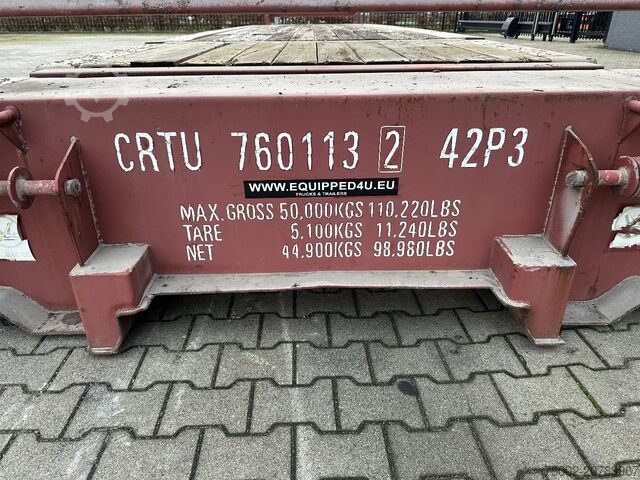 CRTU 760113 2 42P3
WWW.EQUIPPED4U.EU
TRUCKS & TRAILERS
MAX. GROSS 50,000KGS 110.220LBS
TARE 5.100KGS 11.240LBS
NET 44.900KGS 98.980LBS